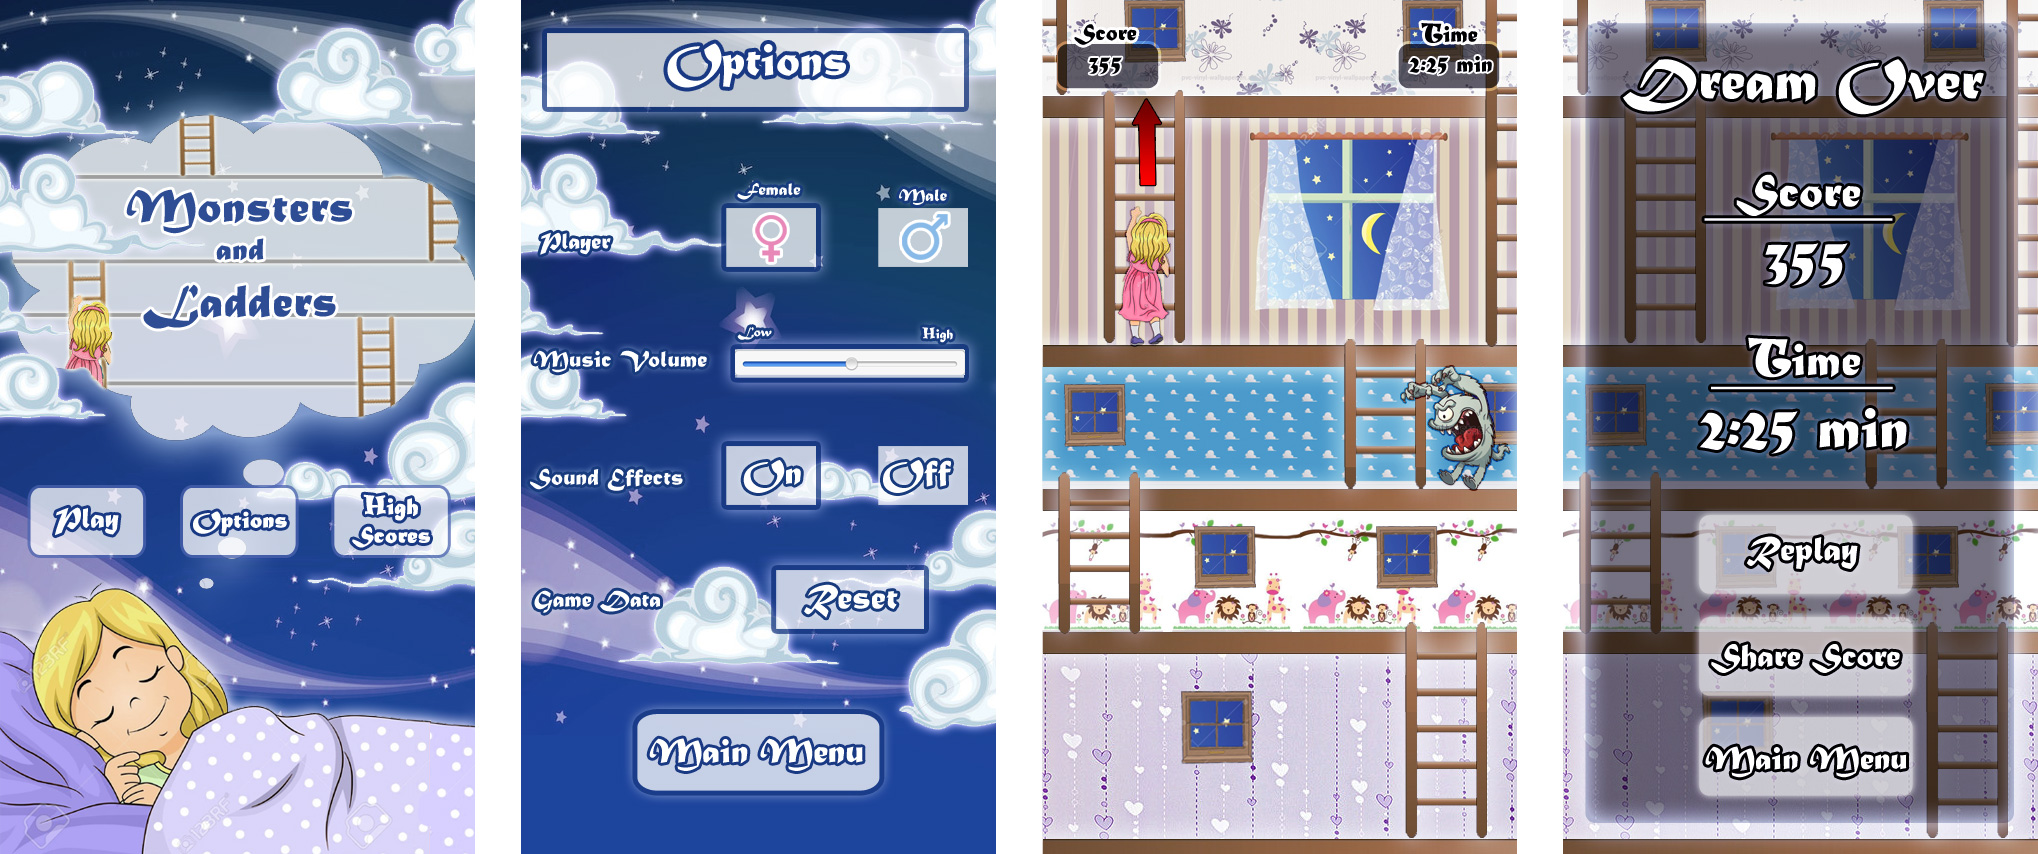 Monsters
and
Ladders
Play
Options
High
Scores
123RF
Options
Female
Male
Player
Low
High
Music Volume
Sound Effects
On
Off
Game Data
Reset
Main Menu
Score
355
Time
2:25 min
Dream Over
Score
355
Time
2:25 min
Replay
Share Score
Main Menu